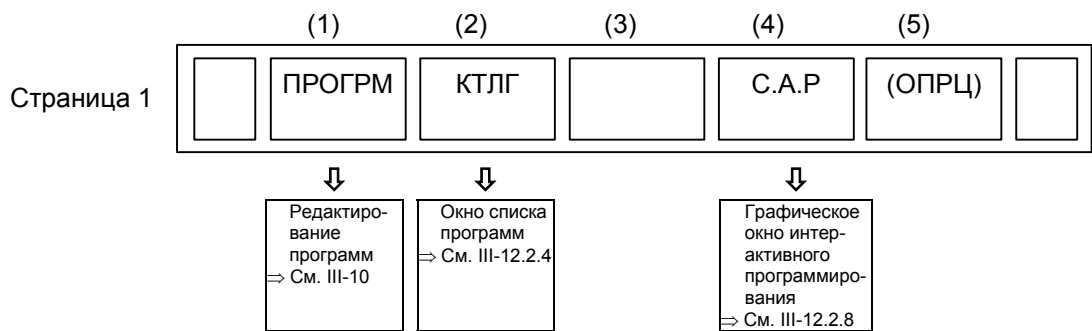 (1) (2) (3) (4) (5)
Страница 1
ПРОГРМ КТЛГ С.А.Р (ОПРЦ)
Редактиро-
вание
программ
⇒ См. III-10
Окно списка
программ
⇒ См. III-12.2.4
Графическое
окно интер-
активного
программиро-
вания
⇒ См. III-12.2.8